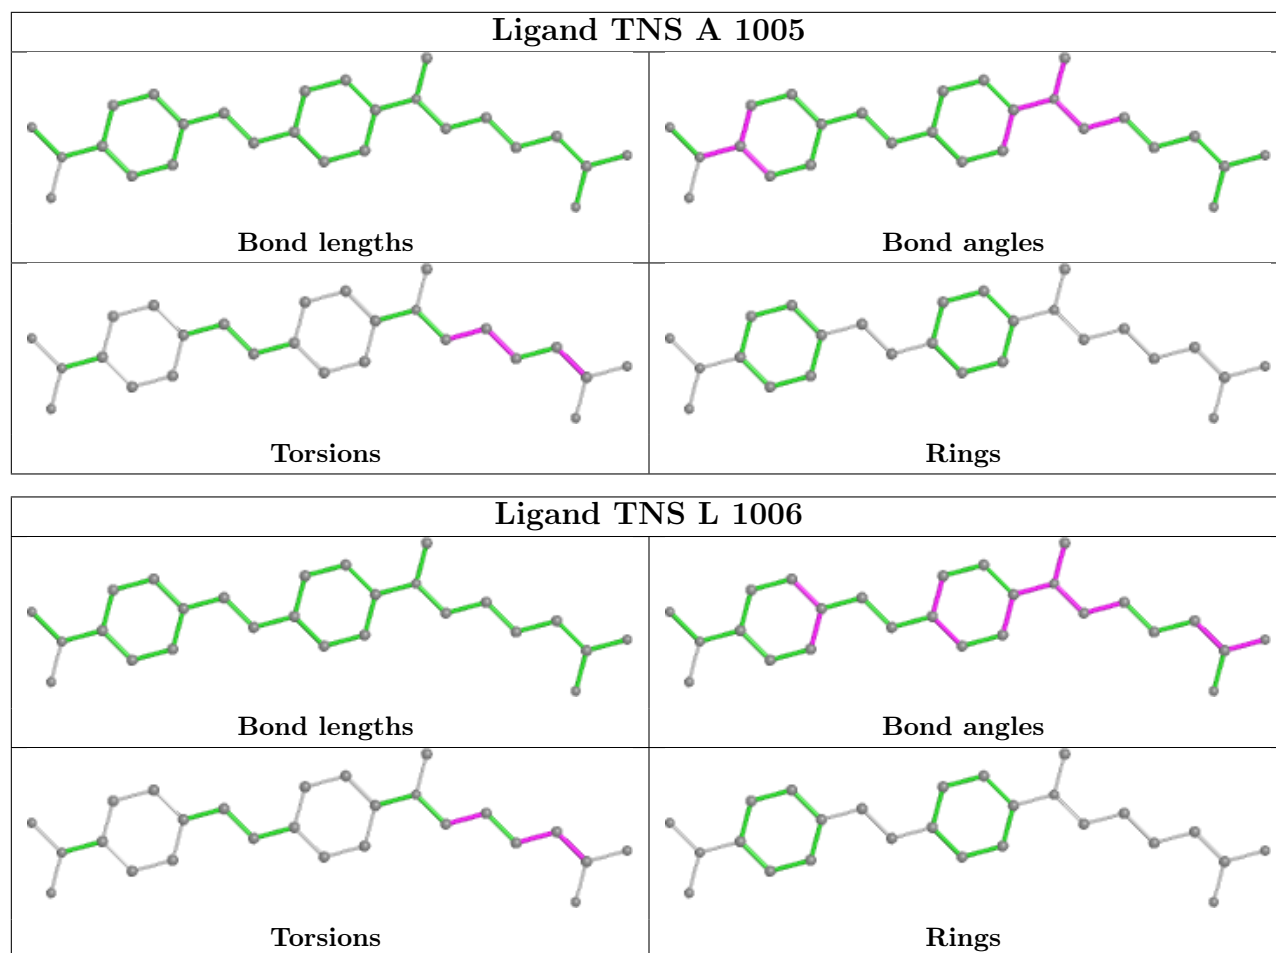 Ligand TNS A 1005
Bond lengths
Bond angles
Torsions
Rings
Ligand TNS L 1006
Bond lengths
Bond angles
Torsions
Rings